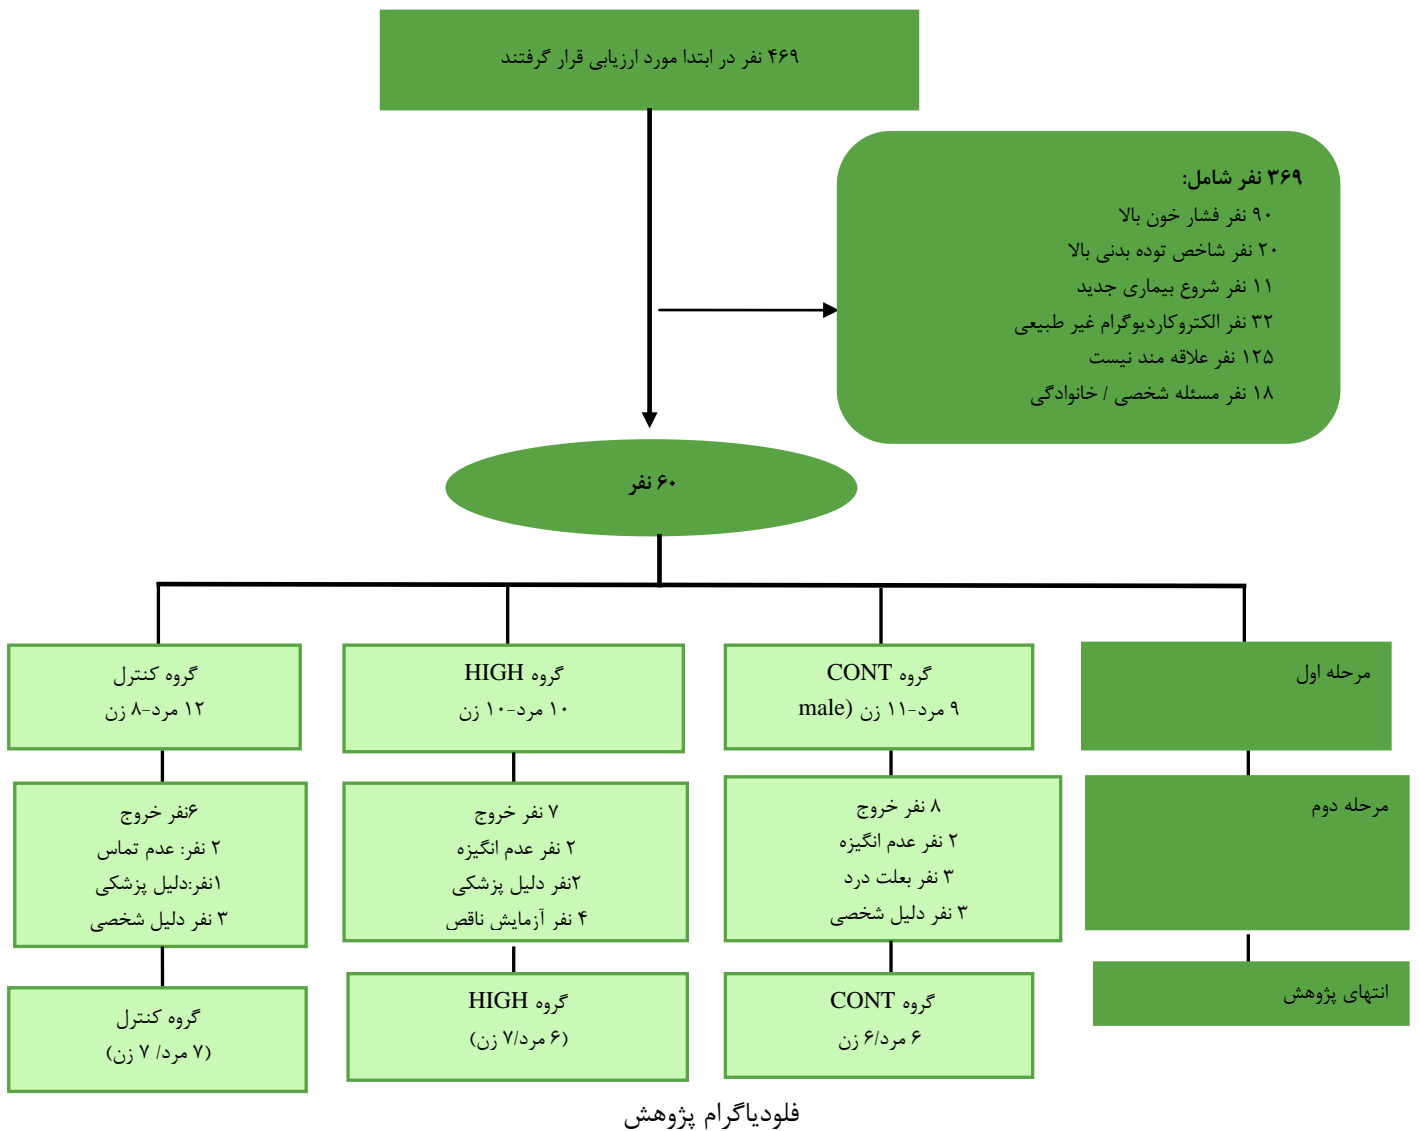 ۴۶۹ نفر در ابتدا مورد ارزیابی قرار گرفتند
۳۶۹ نفر شامل:
۹۰ نفر فشار خون بالا
۲۰ نفر شاخص توده بدنی بالا
۱۱ نفر شروع بیماری جدید
۳۲ نفر الکتروکاردیوگرام غیر طبیعی
۱۲۵ نفر علاقه مند نیست
۱۸ نفر مسئله شخصی / خانوادگی
۶۰ نفر
مرحله اول
گروه CONT
۹ مرد-۱۱ زن (male
گروه HIGH
۱۰ مرد-۱۰ زن
گروه کنترل
۱۲ مرد-۸ زن
مرحله دوم
۸ نفر خروج
۲ نفر عدم انگیزه
۳ نفر بعلت درد
۳ نفر دلیل شخصی
۷ نفر خروج
۲ نفر عدم انگیزه
۲نفر دلیل پزشکی
۴ نفر آزمایش ناقص
۶نفر خروج
۲ نفر: عدم تماس
۱نفر:دلیل پزشکی
۳ نفر دلیل شخصی
انتهای پژوهش
گروه CONT
۶ مرد/۶ زن
گروه HIGH
(۶ مرد/۷ زن)
گروه کنترل
(۷ مرد/ ۷ زن)
فلودیاگرام پژوهش